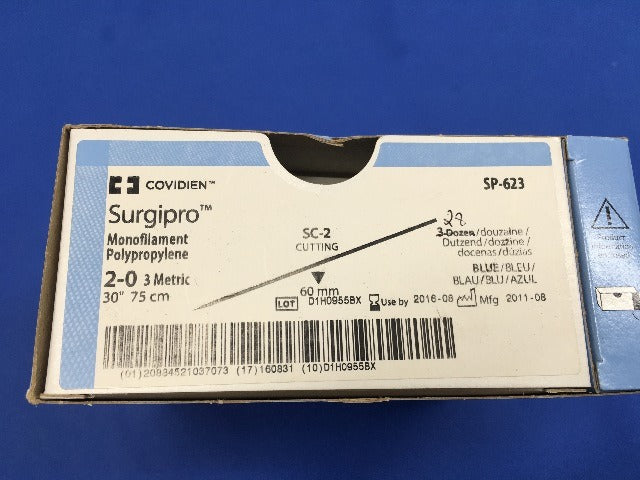 COVIDIEN™
SP-623
Surgipro™
Monofilament
Polypropylene
2-0 3 Metric
30" 75 cm
SC-2
CUTTING
60 mm
28
3 Dozen/douzaine/
Dutzend/dozzine/
docenas/dúzias
BLUE/BLEU/
BLAU/BLU/AZUL
LOT D1H0955BX Use by 2016-08 Mfg 2011-08
(01)20834521037073 (17)160831 (10)D1H0955BX